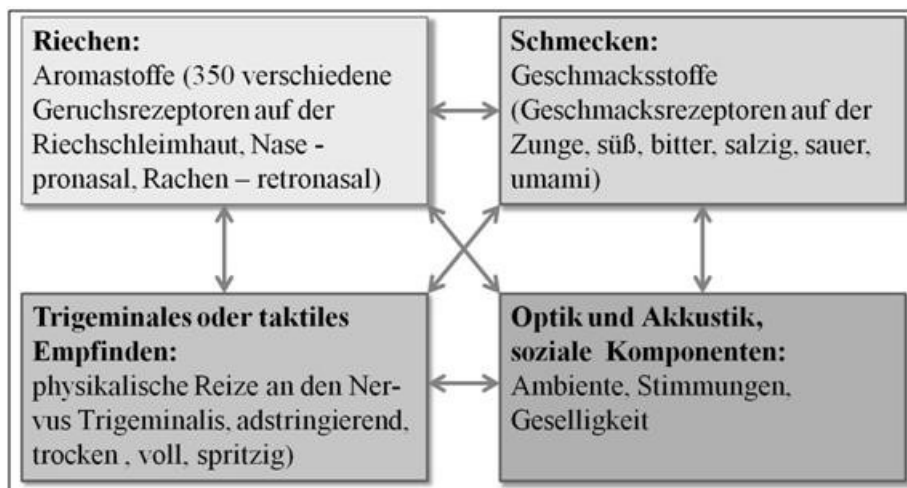 Riechen:
Aromastoffe (350 verschiedene
Geruchsrezeptoren auf der
Riechschleimhaut, Nase -
pronasal, Rachen – retronasal)
Schmecken:
Geschmacksstoffe
(Geschmacksrezeptoren auf der
Zunge, süß, bitter, salzig, sauer,
umami)
Trigeminales oder taktiles
Empfinden:
physikalische Reize an den Ner-
vus Trigeminalis, adstringierend,
trocken , voll, spritzig)
Optik und Akkustik,
soziale Komponenten:
Ambiente, Stimmungen,
Geselligkeit